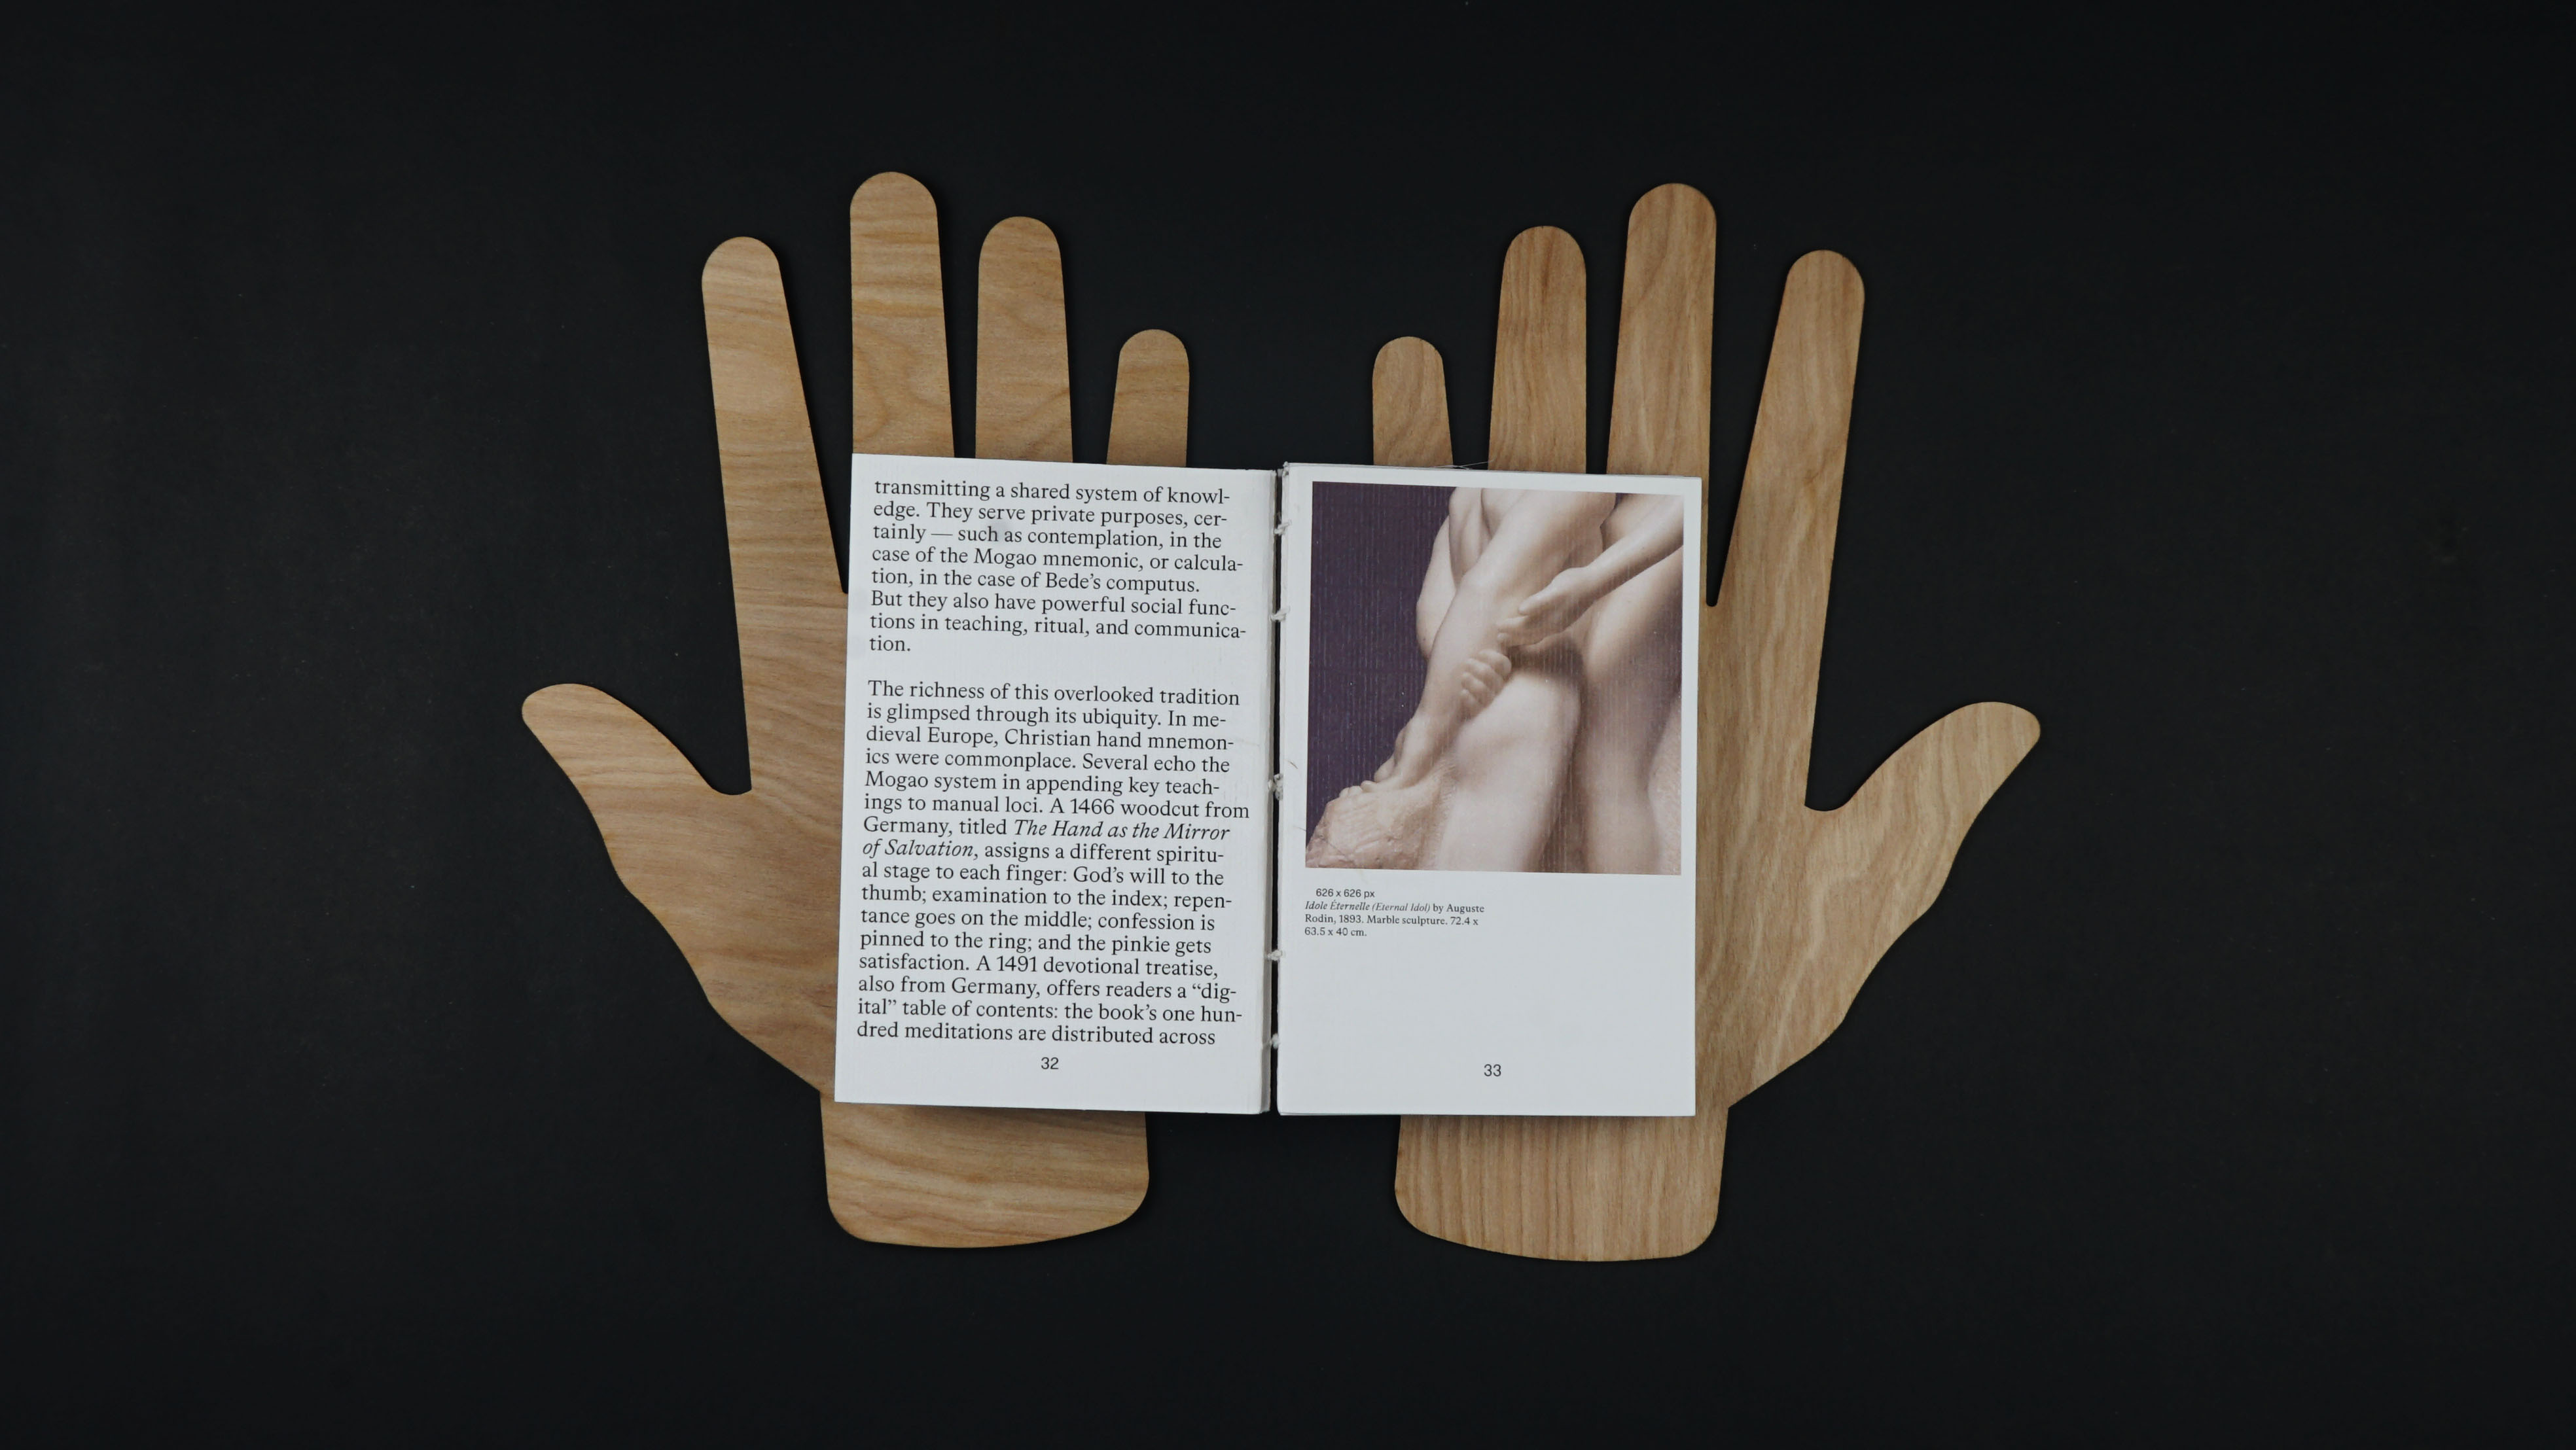 transmitting a shared system of knowl-
edge. They serve private purposes, cer-
tainly — such as contemplation, in the
case of the Mogao mnemonic, or calcula-
tion, in the case of Bede’s computus.
But they also have powerful social func-
tions in teaching, ritual, and communica-
tion.
The richness of this overlooked tradition
is glimpsed through its ubiquity. In me-
dieval Europe, Christian hand mnemon-
ics were commonplace. Several echo the
Mogao system in appending key teach-
ings to manual loci. A 1466 woodcut from
Germany, titled The Hand as the Mirror
of Salvation, assigns a different spiritu-
al stage to each finger: God’s will to the
thumb; examination to the index; repen-
tance goes on the middle; confession is
pinned to the ring; and the pinkie gets
satisfaction. A 1491 devotional treatise,
also from Germany, offers readers a “dig-
ital” table of contents: the book’s one hun-
dred meditations are distributed across
32
626 x 626 px
Idole Éternelle (Eternal Idol) by Auguste
Rodin, 1893. Marble sculpture. 72.4 x
63.5 x 40 cm.
33